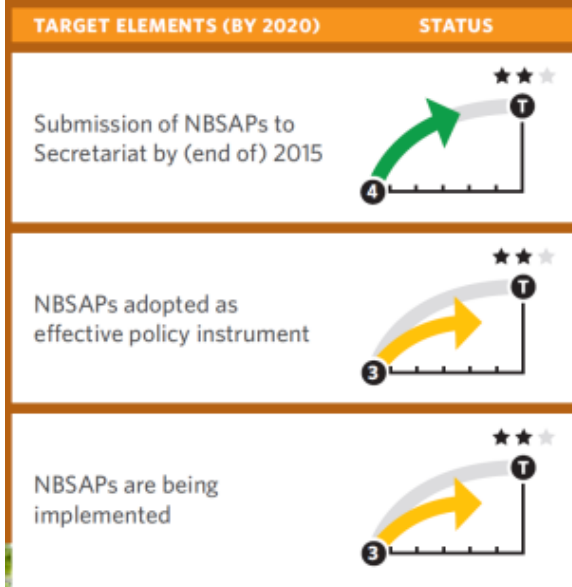 TARGET ELEMENTS (BY 2020) STATUS
Submission of NBSAPs to
Secretariat by (end of) 2015
T
4
NBSAPs adopted as
effective policy instrument
T
3
NBSAPs are being
implemented
T
3